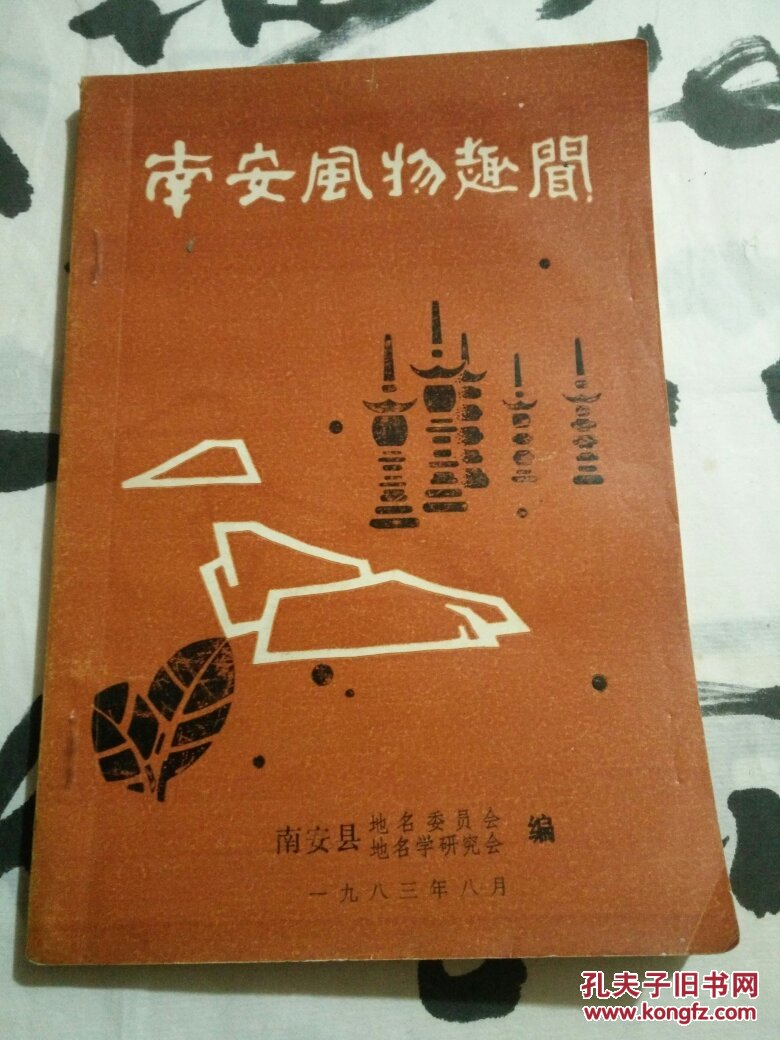 南安風物趣聞
南安县 地名委员会 编
地名学研究会
一九八三年八月
孔夫子旧书网
www.kongfz.com